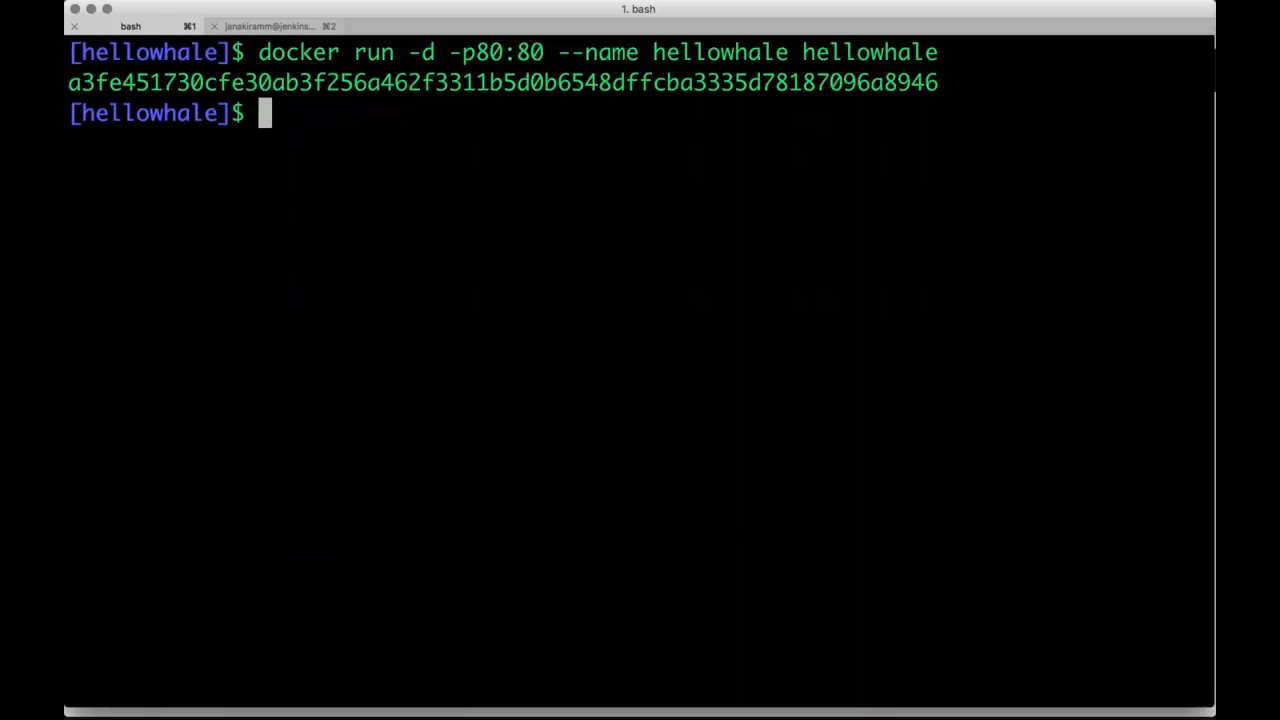 1. bash
bash ⌘1 janakiramm@jenkins... ⌘2
[hellowhale]$ docker run -d -p80:80 --name hellowhale hellowhale
a3fe451730cfe30ab3f256a462f3311b5d0b6548dffcba3335d78187096a8946
[hellowhale]$